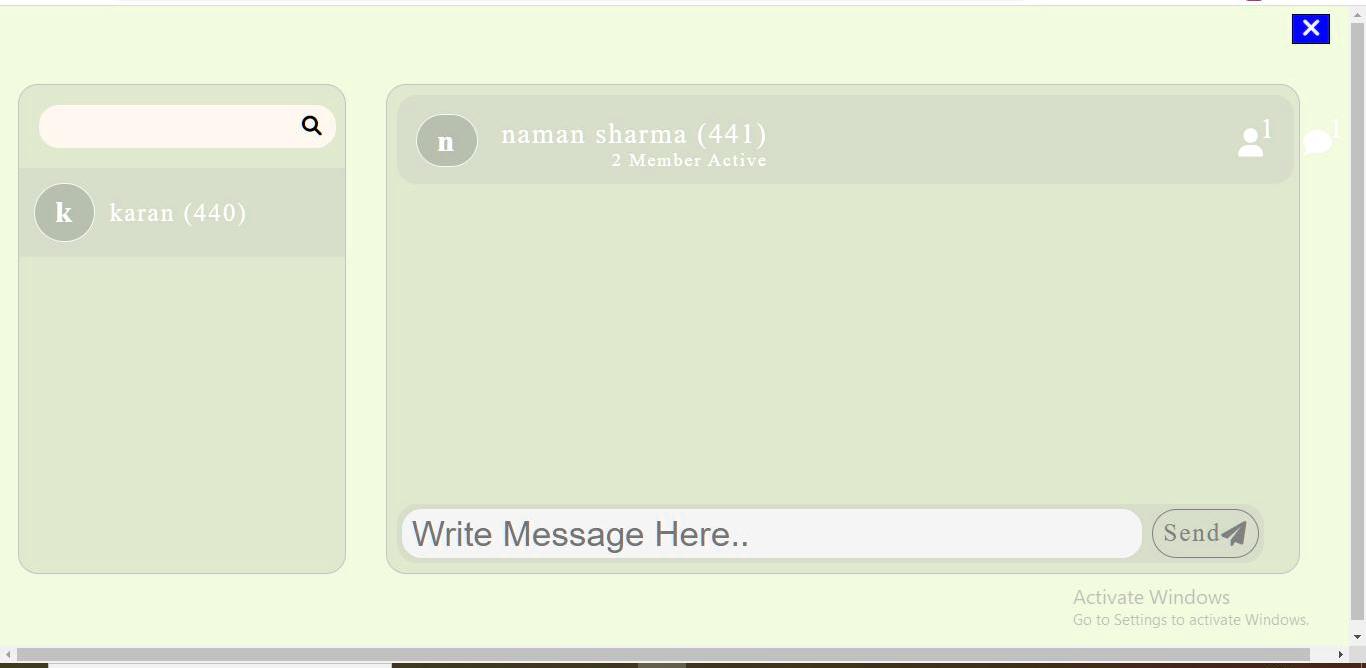 k
karan (440)
n
naman sharma (441)
2 Member Active
1
1
Write Message Here..
Send
Activate Windows
Go to Settings to activate Windows.